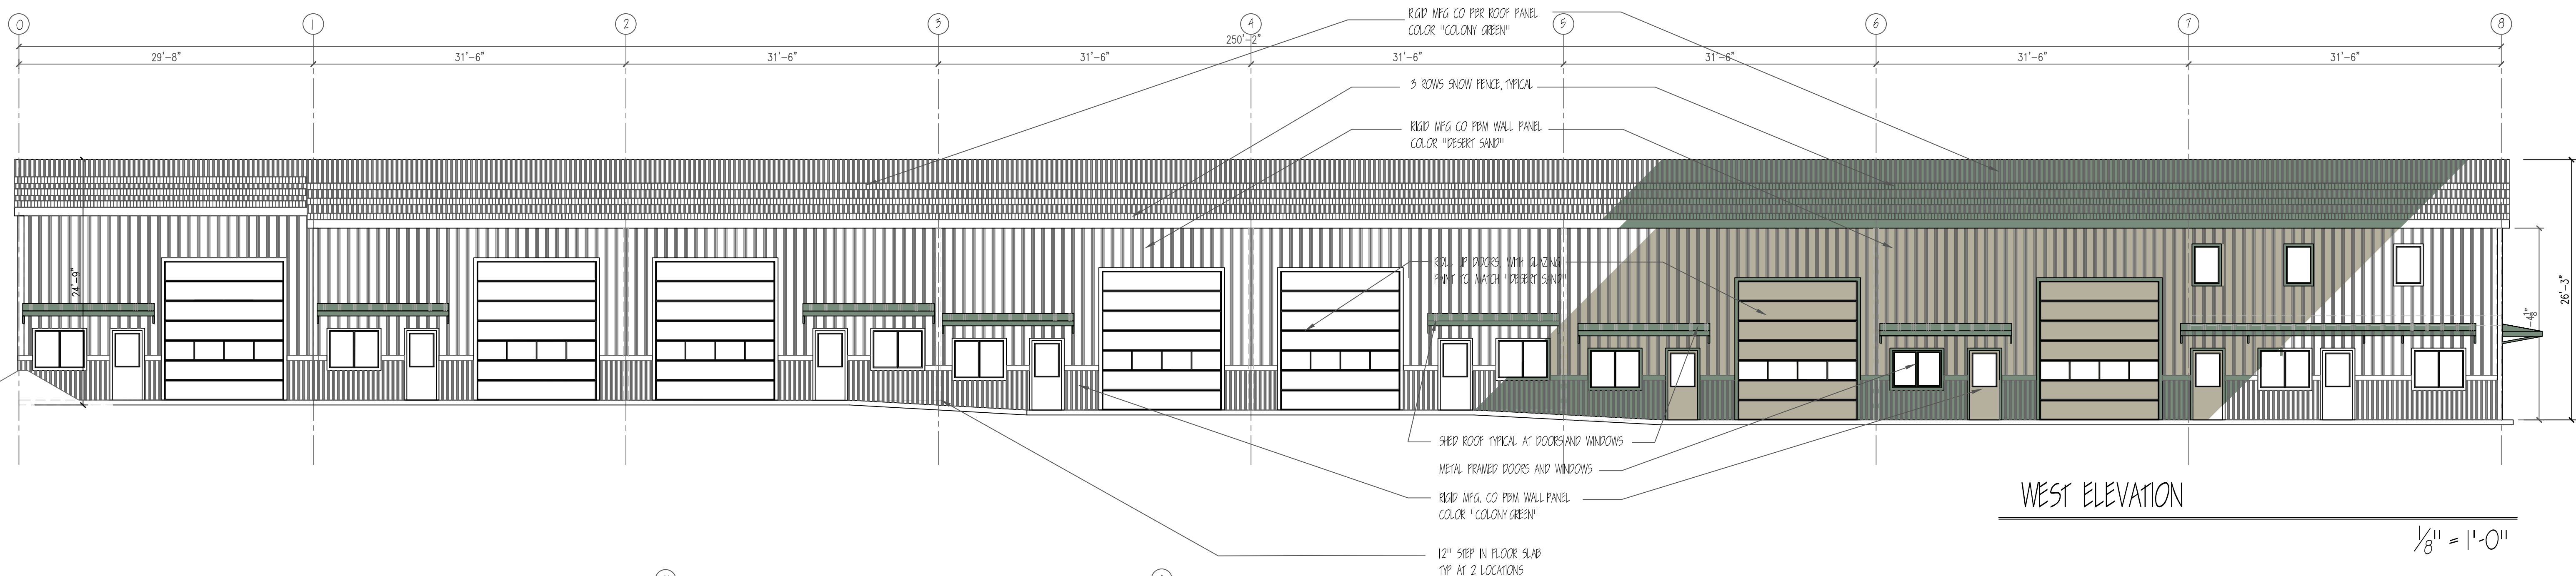 0 1 2 3 4 5 6 7 8
RIGID MFG CO PBR ROOF PANEL
COLOR "COLONY GREEN"
250'-2"
29'-8" 31'-6" 31'-6" 31'-6" 31'-6" 31'-6" 31'-6" 31'-6"
3 ROWS SNOW FENCE, TYPICAL
RIGID MFG CO PBM WALL PANEL
COLOR "DESERT SAND"
ROLL UP DOORS, WITH GLAZING
PAINT TO MATCH "DESERT SAND"
24'-9"
26'-3"
SHED ROOF TYPICAL AT DOORS AND WINDOWS
METAL FRAMED DOORS AND WINDOWS
RIGID MFG. CO PBM WALL PANEL
COLOR "COLONY GREEN"
WEST ELEVATION
1/8" = 1'-0"
12" STEP IN FLOOR SLAB
TYP AT 2 LOCATIONS